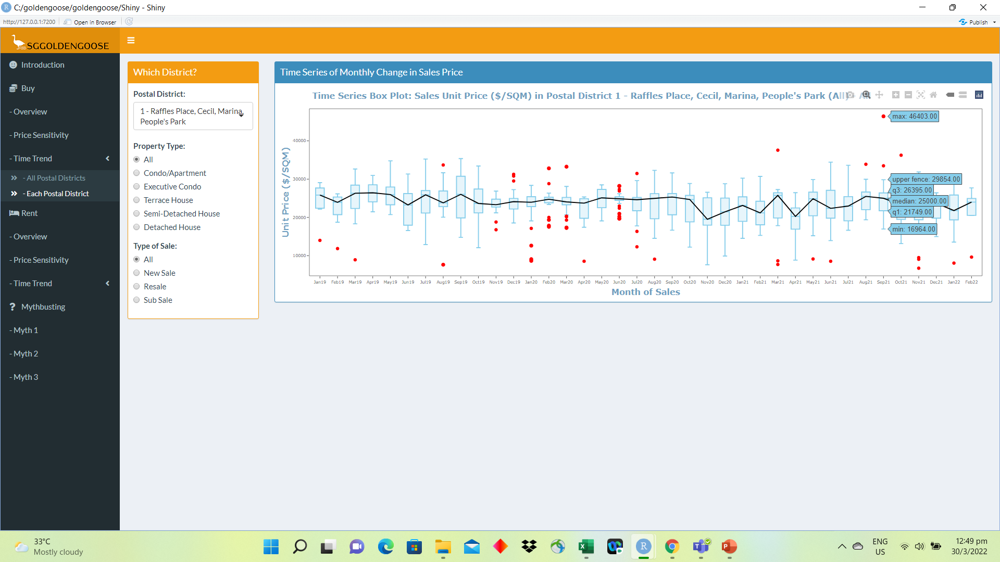 C:/goldengoose/goldengoose/Shiny - Shiny
http://127.0.0.1:7200
Open in Browser
Publish
SGGOLDENGOOSE
Introduction
Buy
- Overview
- Price Sensitivity
- Time Trend
- All Postal Districts
- Each Postal District
Rent
- Overview
- Price Sensitivity
- Time Trend
Mythbusting
- Myth 1
- Myth 2
- Myth 3
Which District?
Postal District:
1 - Raffles Place, Cecil, Marina,
People's Park
Property Type:
All
Condo/Apartment
Executive Condo
Terrace House
Semi-Detached House
Detached House
Type of Sale:
All
New Sale
Resale
Sub Sale
Time Series of Monthly Change in Sales Price
Time Series Box Plot: Sales Unit Price ($/SQM) in Postal District 1 - Raffles Place, Cecil, Marina, People's Park (All)
Unit Price ($/SQM)
40000
30000
20000
10000
max: 46403.00
upper fence: 29854.00
q3: 26395.00
median: 25000.00
q1: 21749.00
min: 16964.00
Jan19 Feb19 Mar19 Apr19 May19 Jun19 Jul19 Aug19 Sep19 Oct19 Nov19 Dec19 Jan20 Feb20 Mar20 Apr20 May20 Jun20 Jul20 Aug20 Sep20 Oct20 Nov20 Dec20 Jan21 Feb21 Mar21 Apr21 May21 Jun21 Jul21 Aug21 Sep21 Oct21 Nov21 Dec21 Jan22 Feb22
Month of Sales
33°C
Mostly cloudy
ENG
US
12:49 pm
30/3/2022